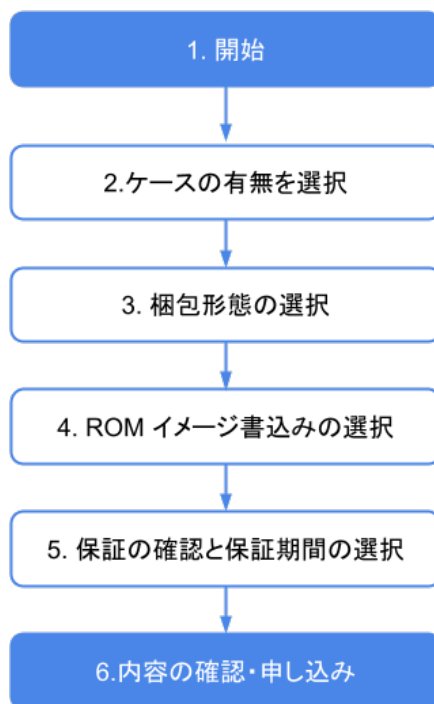 1. 開始
2.ケースの有無を選択
3. 梱包形態の選択
4. ROM イメージ書込みの選択
5. 保証の確認と保証期間の選択
6.内容の確認・申し込み